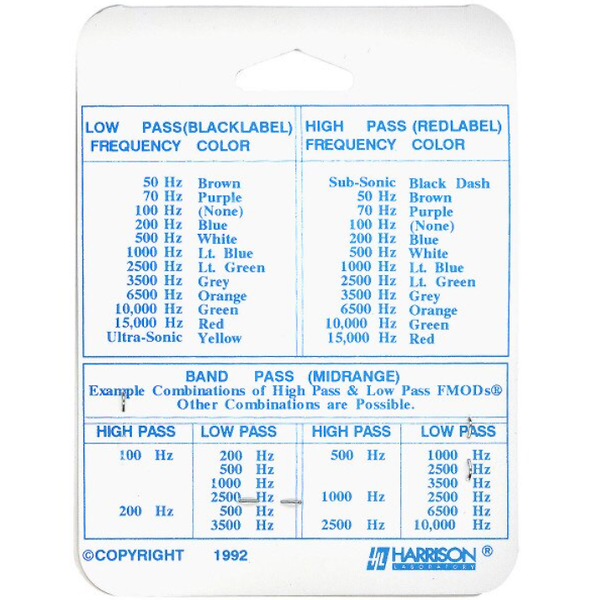 LOW PASS(BLACKLABEL) HIGH PASS (REDLABEL)
FREQUENCY COLOR FREQUENCY COLOR
50 Hz Brown Sub-Sonic Black Dash
70 Hz Purple 50 Hz Brown
100 Hz (None) 70 Hz Purple
200 Hz Blue 100 Hz (None)
500 Hz White 200 Hz Blue
1000 Hz Lt. Blue 500 Hz White
2500 Hz Lt. Green 1000 Hz Lt. Blue
3500 Hz Grey 2500 Hz Lt. Green
6500 Hz Orange 3500 Hz Grey
10,000 Hz Green 6500 Hz Orange
15,000 Hz Red 10,000 Hz Green
Ultra-Sonic Yellow 15,000 Hz Red
BAND PASS (MIDRANGE)
Example Combinations of High Pass & Low Pass FMODs®
Other Combinations are Possible.
HIGH PASS LOW PASS HIGH PASS LOW PASS
100 Hz 200 Hz 500 Hz 1000 Hz
500 Hz 2500 Hz
1000 Hz 3500 Hz
2500 Hz 1000 Hz 2500 Hz
200 Hz 500 Hz 6500 Hz
3500 Hz 2500 Hz 10,000 Hz
©COPYRIGHT 1992 HARRISON ®
LABORATORY